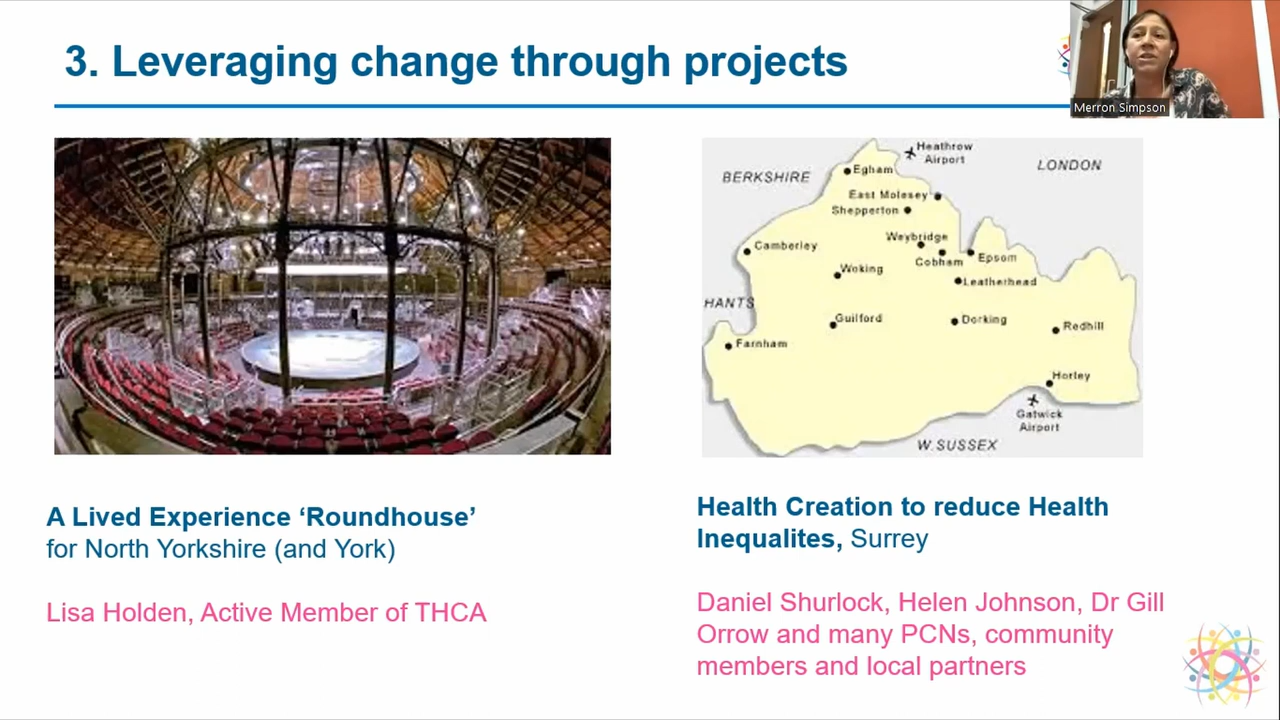 3. Leveraging change through projects
Merron Simpson
Heathrow
Airport
LONDON
BERKSHIRE
Egham
East Molesey
Shepperton
Weybridge
Camberley
Cobham
Epsom
Woking
Leatherhead
HANTS
Guilford
Dorking
Redhill
Farnham
Horley
Gatwick
Airport
W.SUSSEX
A Lived Experience ‘Roundhouse’
for North Yorkshire (and York)
Lisa Holden, Active Member of THCA
Health Creation to reduce Health
Inequalites, Surrey
Daniel Shurlock, Helen Johnson, Dr Gill
Orrow and many PCNs, community
members and local partners